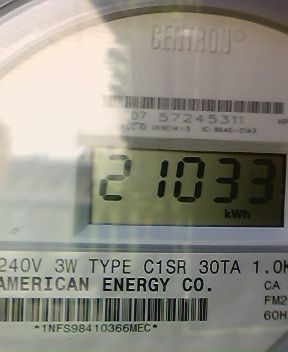 CENTRON®
07 57245311
21033
kWh
240V 3W TYPE C1SR 30TA 1.0K
AMERICAN ENERGY CO.
CA
FM2
60H
*1NFS98410366MEC*